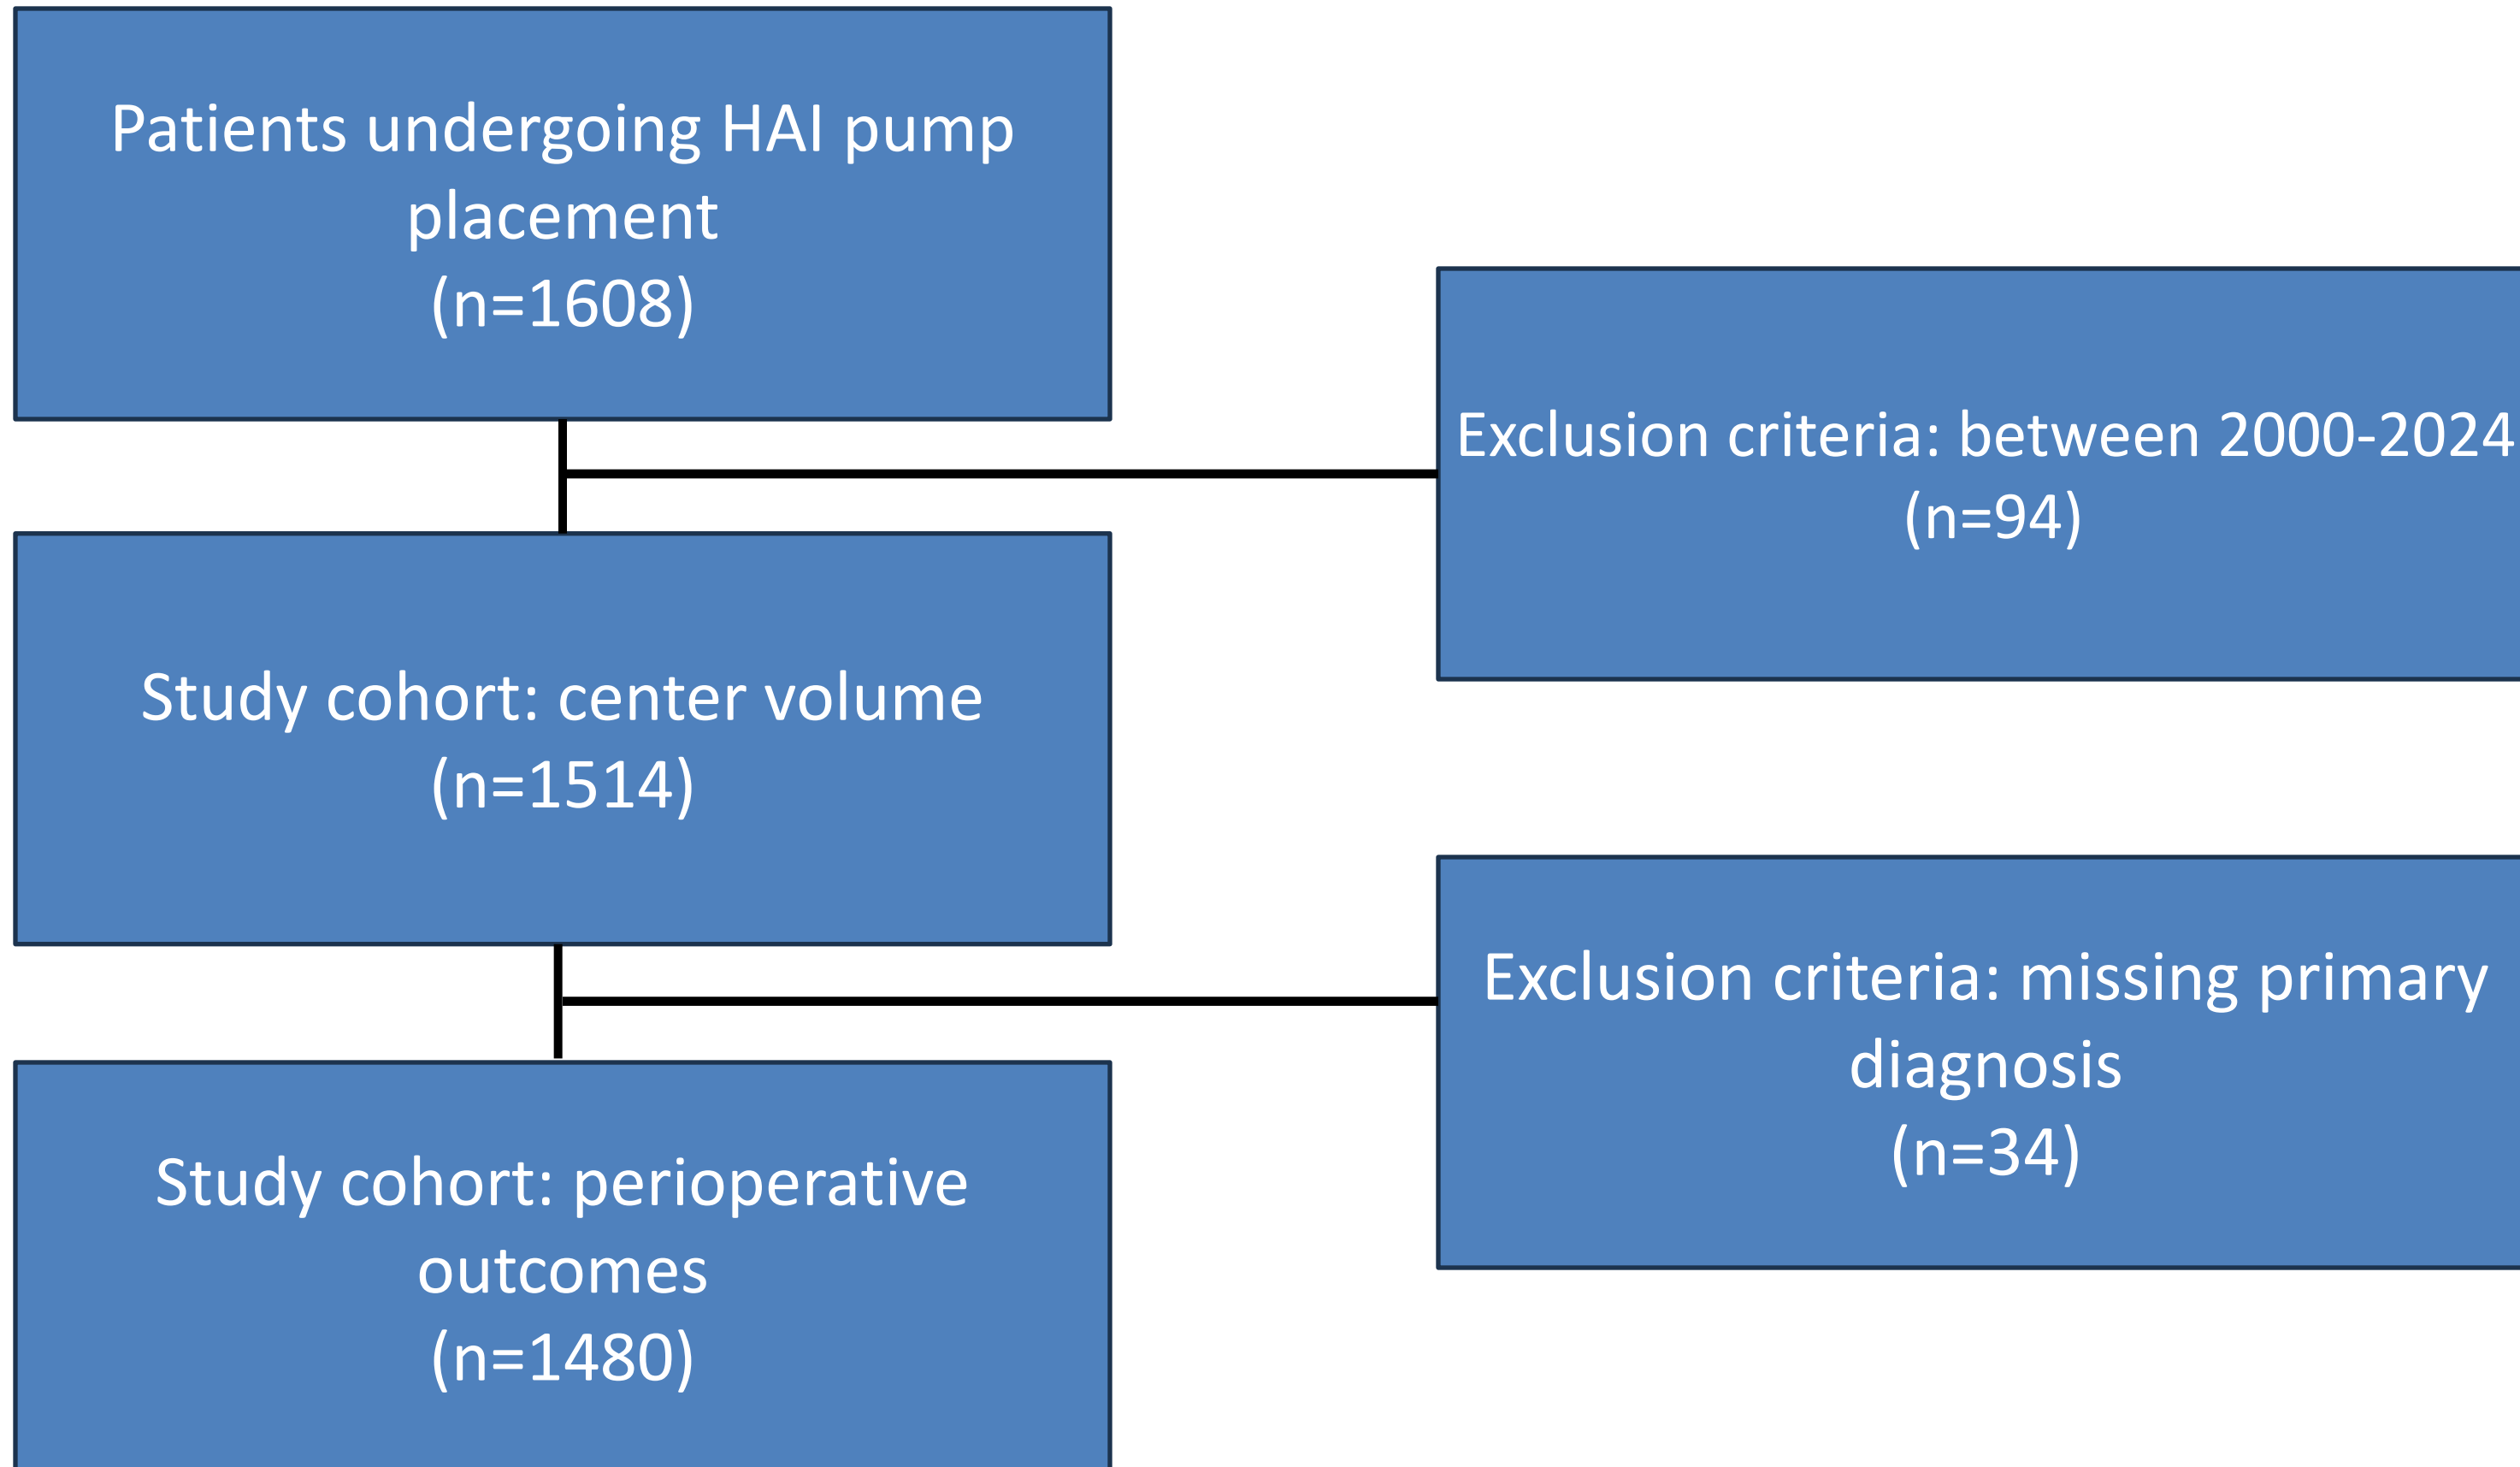 Patients undergoing HAI pump
placement
(n=1608)
Exclusion criteria: between 2000-2024
(n=94)
Study cohort: center volume
(n=1514)
Exclusion criteria: missing primary
diagnosis
(n=34)
Study cohort: perioperative
outcomes
(n=1480)